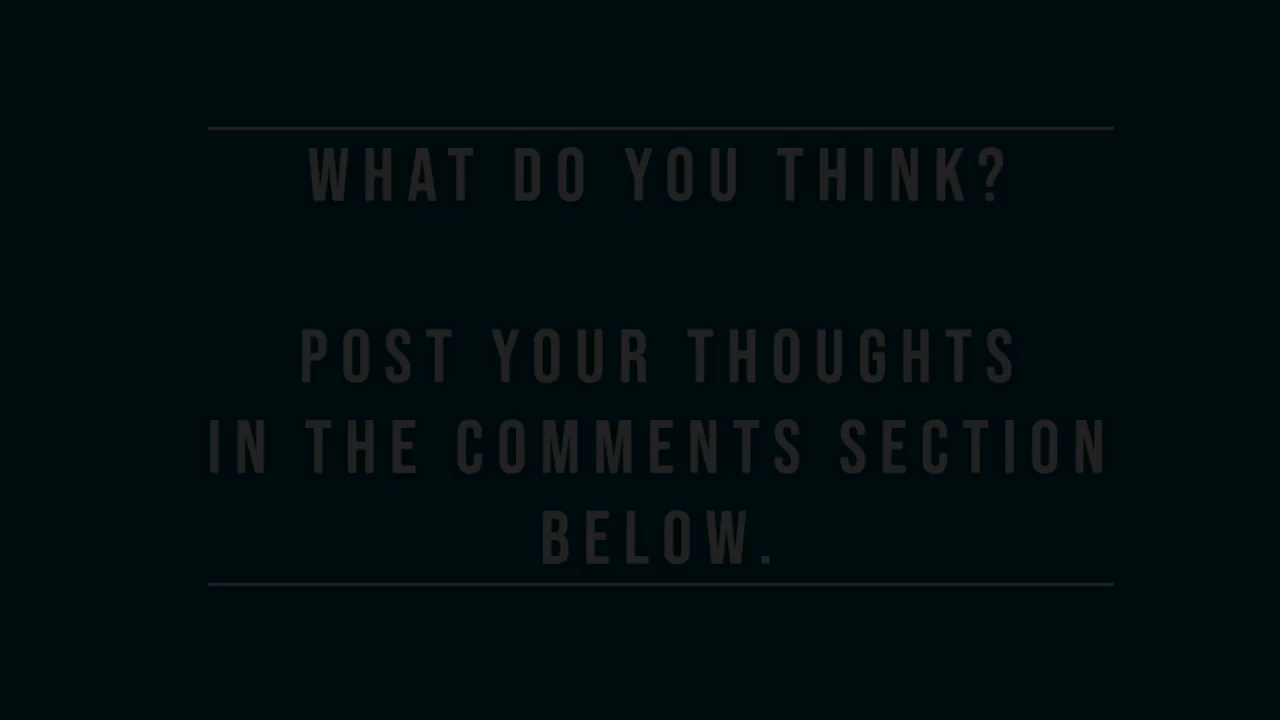 WHAT DO YOU THINK?
POST YOUR THOUGHTS
IN THE COMMENTS SECTION
BELOW.